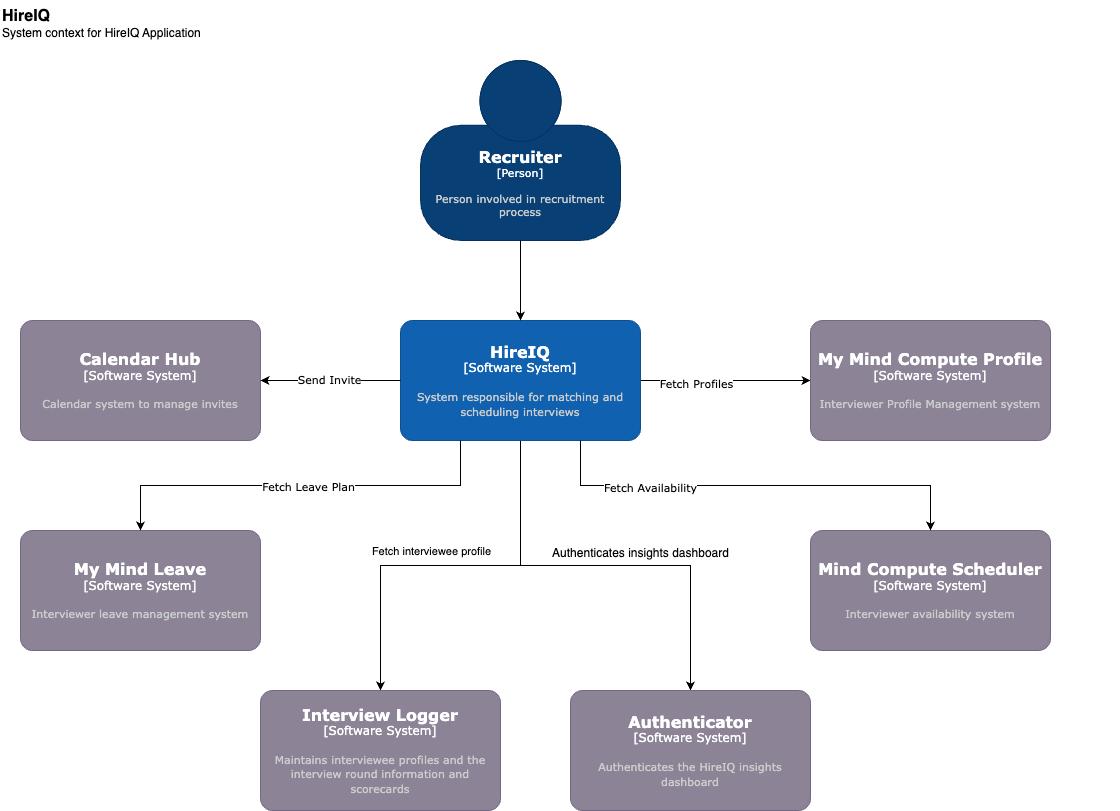 HireIQ
System context for HireIQ Application
Recruiter
[Person]
Person involved in recruitment
process
Calendar Hub
[Software System]
Calendar system to manage invites
Send Invite
HireIQ
[Software System]
System responsible for matching and
scheduling interviews
Fetch Profiles
My Mind Compute Profile
[Software System]
Interviewer Profile Management system
Fetch Leave Plan
Fetch Availability
My Mind Leave
[Software System]
Interviewer leave management system
Fetch interviewee profile
Authenticates insights dashboard
Mind Compute Scheduler
[Software System]
Interviewer availability system
Interview Logger
[Software System]
Maintains interviewee profiles and the
interview round information and
scorecards
Authenticator
[Software System]
Authenticates the HireIQ insights
dashboard